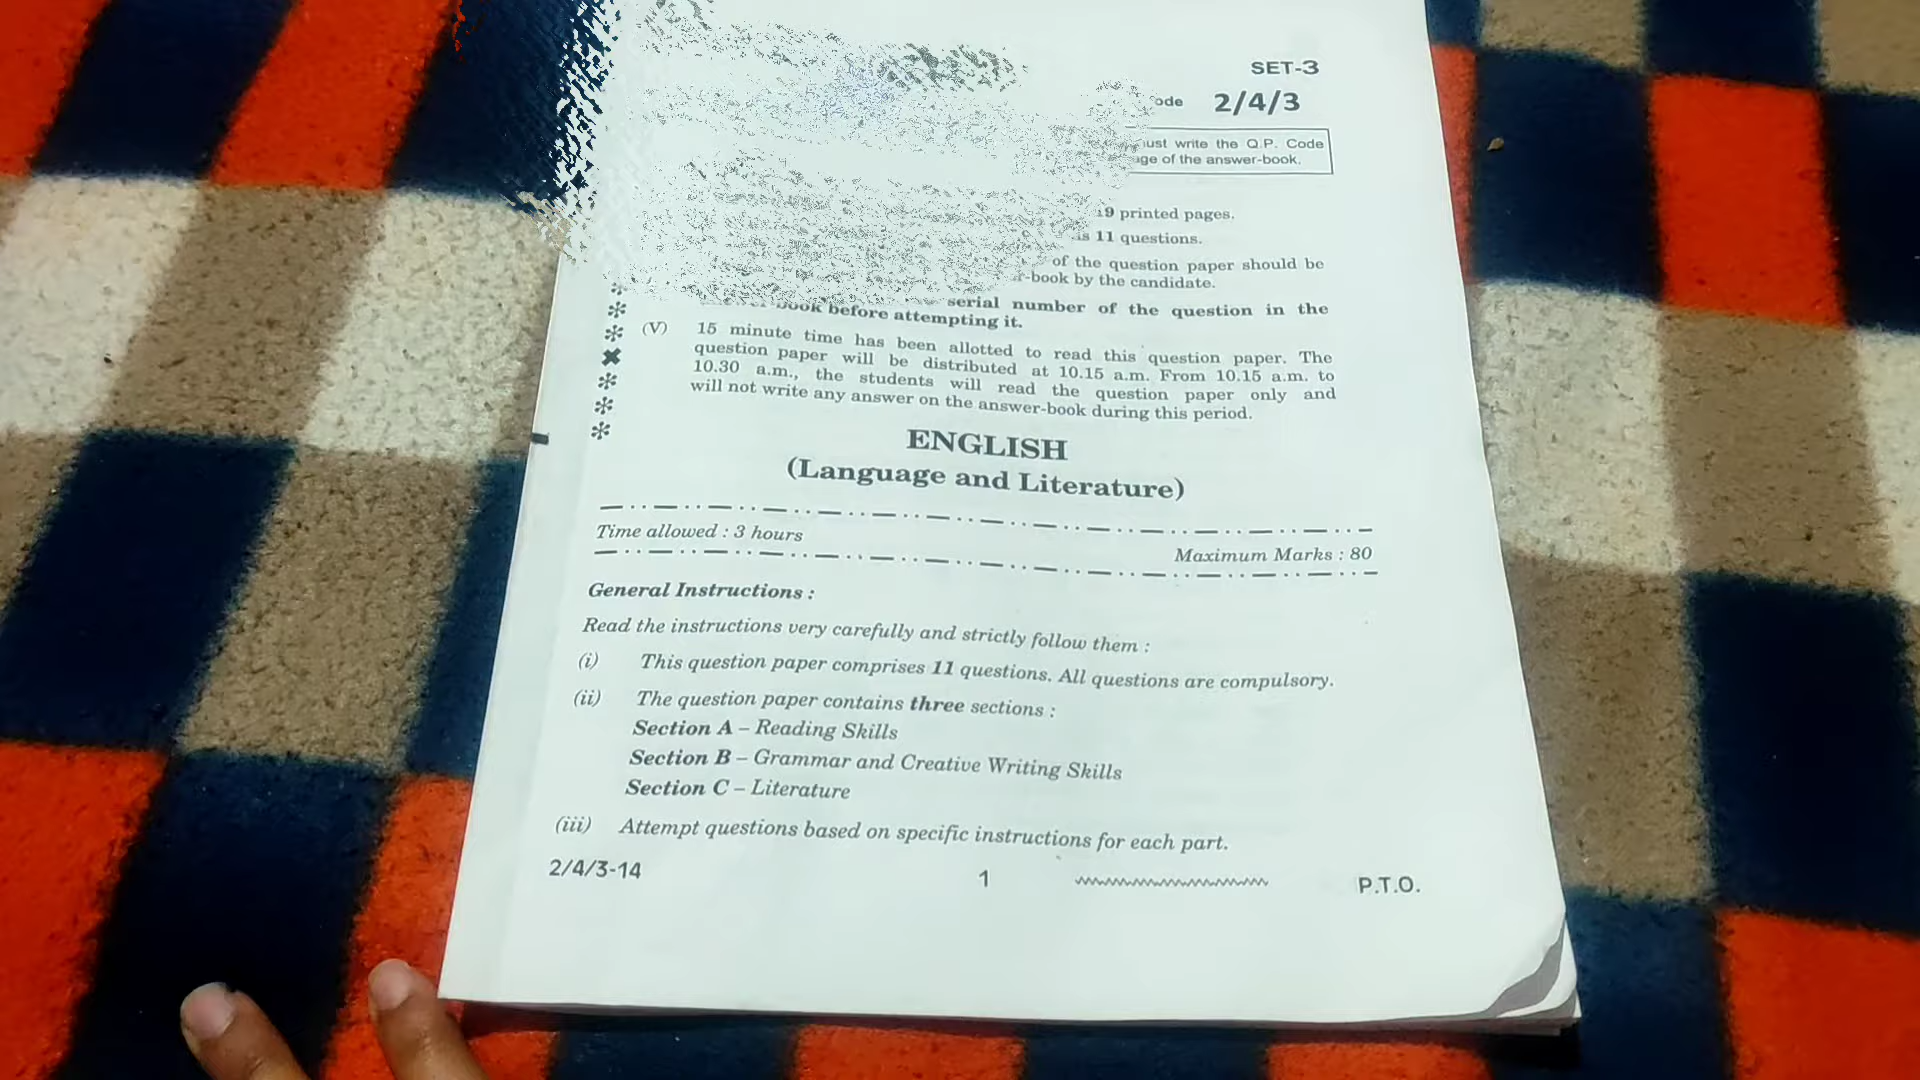 SET-3
2/4/3
must write the Q.P. Code
of the answer-book.
19 printed pages.
11 questions.
of the question paper should be
-book by the candidate.
serial number of the question in the
book before attempting it.
(V) 15 minute time has been allotted to read this question paper. The
question paper will be distributed at 10.15 a.m. From 10.15 a.m. to
10.30 a.m., the students will read the question paper only and
will not write any answer on the answer-book during this period.
ENGLISH
(Language and Literature)
Time allowed : 3 hours
Maximum Marks : 80
General Instructions :
Read the instructions very carefully and strictly follow them :
(i) This question paper comprises 11 questions. All questions are compulsory.
(ii) The question paper contains three sections :
Section A – Reading Skills
Section B – Grammar and Creative Writing Skills
Section C – Literature
(iii) Attempt questions based on specific instructions for each part.
2/4/3-14 1 P.T.O.